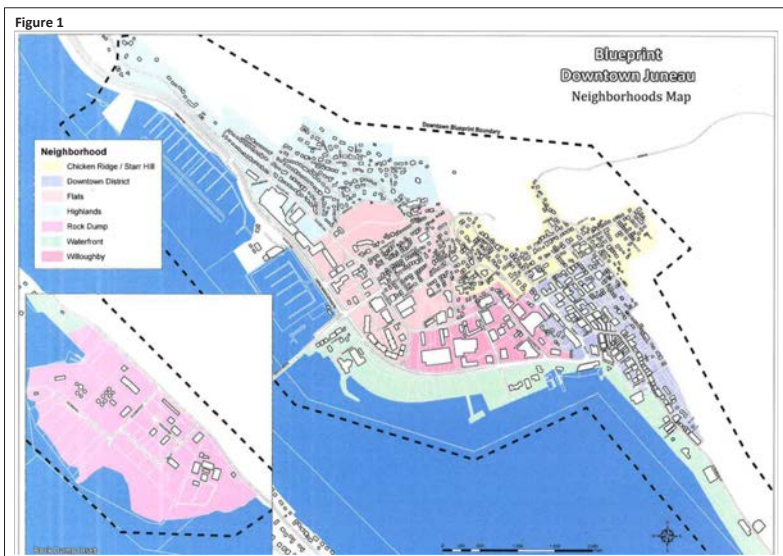 Figure 1
Blueprint
Downtown Juneau
Neighborhoods Map
Downtown Blueprint Boundary
Neighborhood
Chicken Ridge / Starr Hill
Downtown District
Flats
Highlands
Rock Dump
Waterfront
Willoughby
Rock Dump Inset